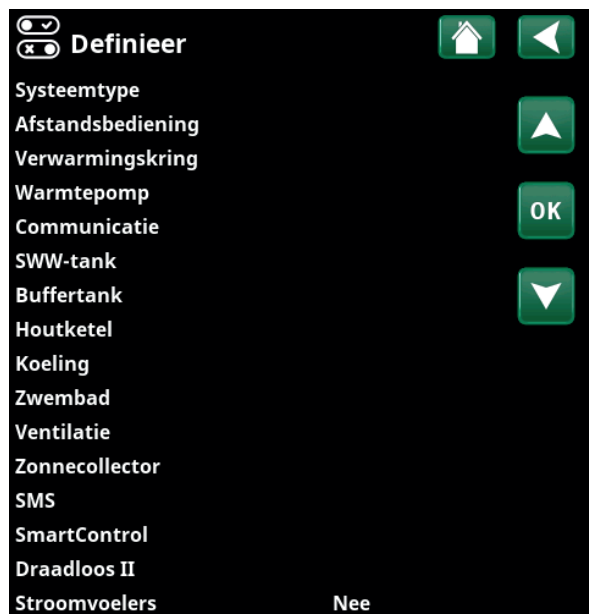 Definieer
Systeemtype
Afstandsbediening
Verwarmingskring
Warmtepomp
OK
Communicatie
SWW-tank
Buffertank
Houtketel
Koeling
Zwembad
Ventilatie
Zonnecollector
SMS
SmartControl
Draadloos II
Stroomvoelers Nee